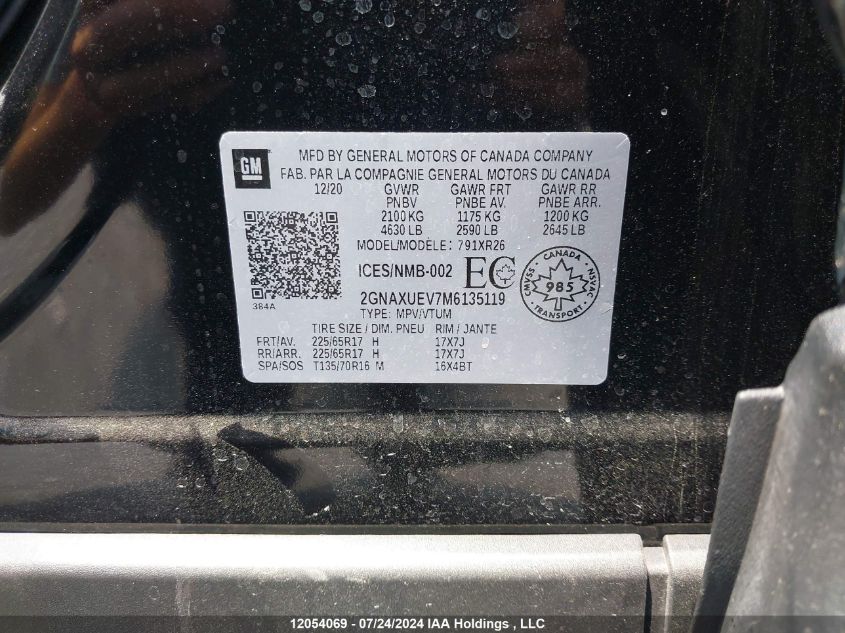 GM
MFD BY GENERAL MOTORS OF CANADA COMPANY
FAB. PAR LA COMPAGNIE GENERAL MOTORS DU CANADA
12/20 GVWR GAWR FRT GAWR RR
PNBV PNBE AV. PNBE ARR.
2100 KG 1175 KG 1200 KG
4630 LB 2590 LB 2645 LB
MODEL/MODÈLE: 791XR26
ICES/NMB-002 EC
CANADA
CMVSS 985 NSVAC
TRANSPORT
384A
2GNAXUEV7M6135119
TYPE: MPV/VTUM
TIRE SIZE / DIM. PNEU RIM / JANTE
FRT/AV. 225/65R17 H 17X7J
RR/ARR. 225/65R17 H 17X7J
SPA/SOS T135/70R16 M 16X4BT
12054069 - 07/24/2024 IAA Holdings , LLC